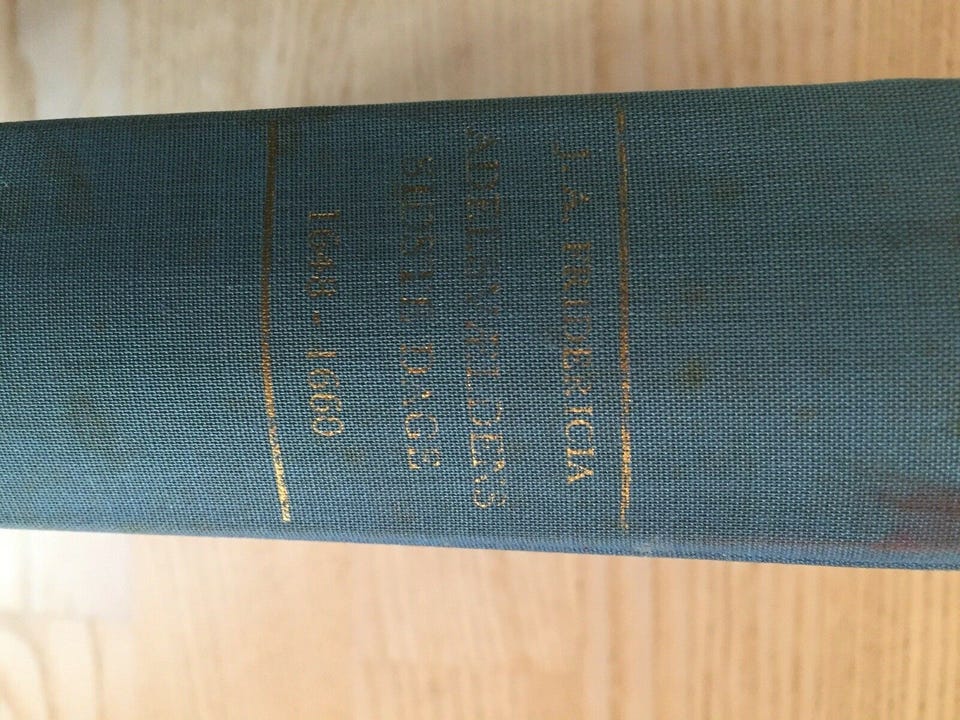 J. A. FRIDERICIA
ADELSVÆLDENS
SIDSTE DAGE
1648 - 1660